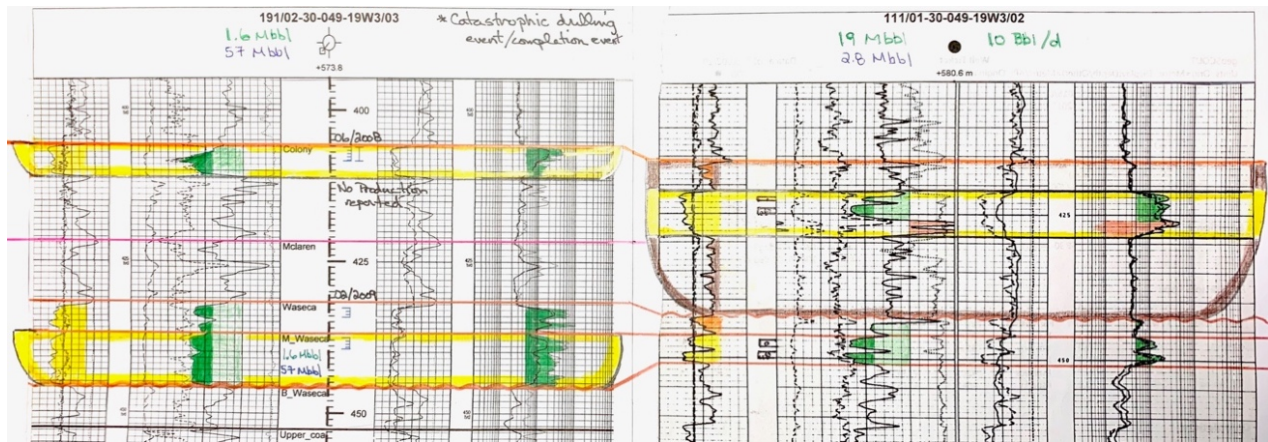 191/02-30-049-19W3/03
1.6 Mbbl
57 Mbbl
* Catastrophic drilling
event/completion event
+573.8
400
06/2008
Colony
No Production
reported
Mclaren
425
02/2009
Waseca
M_Waseca
1.6 Mbbl
57 Mbbl
B_Waseca
450
Upper_coal
111/01-30-049-19W3/02
19 Mbbl
10 Bbl/d
2.8 Mbbl
+580.6 m
425
450